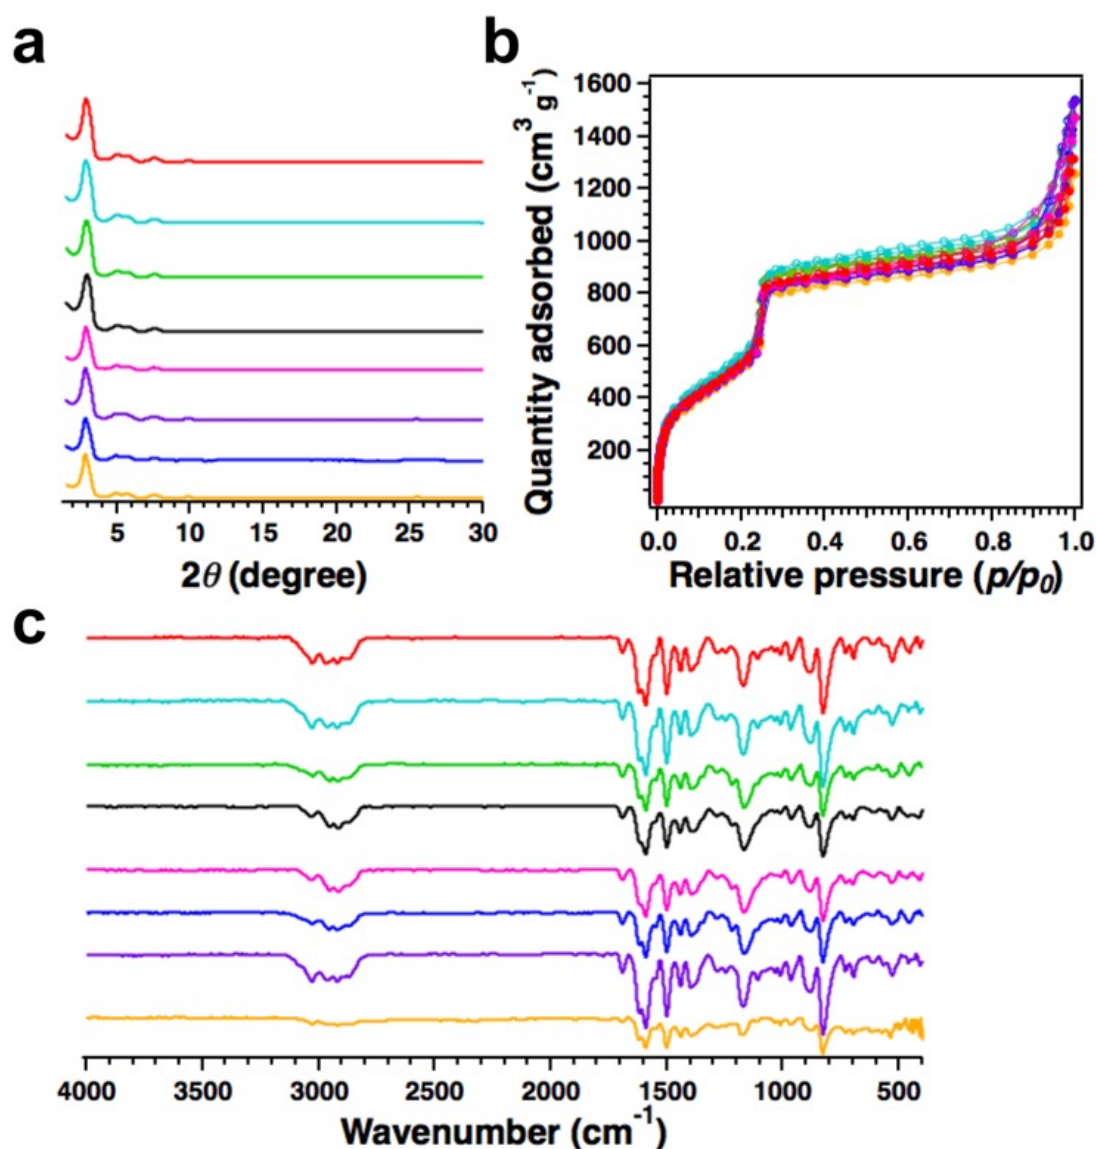 a
5 10 15 20 25 30
2θ (degree)
b
Quantity adsorbed (cm³ g⁻¹)
1600
1400
1200
1000
800
600
400
200
0.0 0.2 0.4 0.6 0.8 1.0
Relative pressure (p/p₀)
c
4000 3500 3000 2500 2000 1500 1000 500
Wavenumber (cm⁻¹)